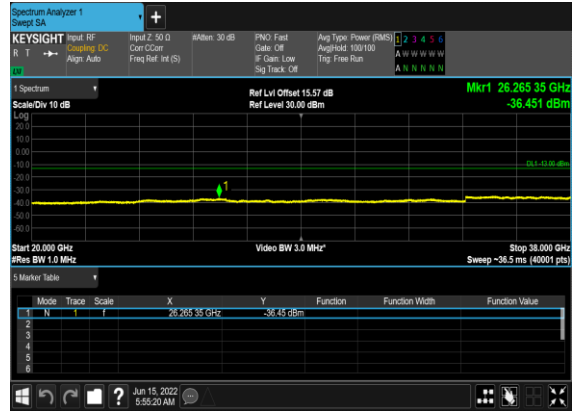 Spectrum Analyzer 1
Swept SA
+
KEYSIGHT Input: RF Input Z: 50 Ω #Atten: 30 dB PNO: Fast Avg Type: Power (RMS) 1 2 3 4 5 6
R T Coupling: DC Corr CCorr Gate: Off Avg|Hold: 100/100 A W W W W W
Align: Auto Freq Ref: Int (S) IF Gain: Low Trig: Free Run
Sig Track: Off A N N N N N
1 Spectrum Ref Lvl Offset 15.57 dB Mkr1 26.265 35 GHz
Scale/Div 10 dB Ref Level 30.00 dBm -36.451 dBm
Log
20.0
10.0
0.00
-10.0
DL1 -13.00 dBm
-20.0
1
-30.0
-40.0
-50.0
-60.0
Start 20.000 GHz Video BW 3.0 MHz* Stop 38.000 GHz
#Res BW 1.0 MHz Sweep ~36.5 ms (40001 pts)
5 Marker Table
Mode Trace Scale X Y Function Function Width Function Value
1 N 1 f 26.265 35 GHz -36.45 dBm
2
3
4
5
6
? Jun 15, 2022
5:55:20 AM